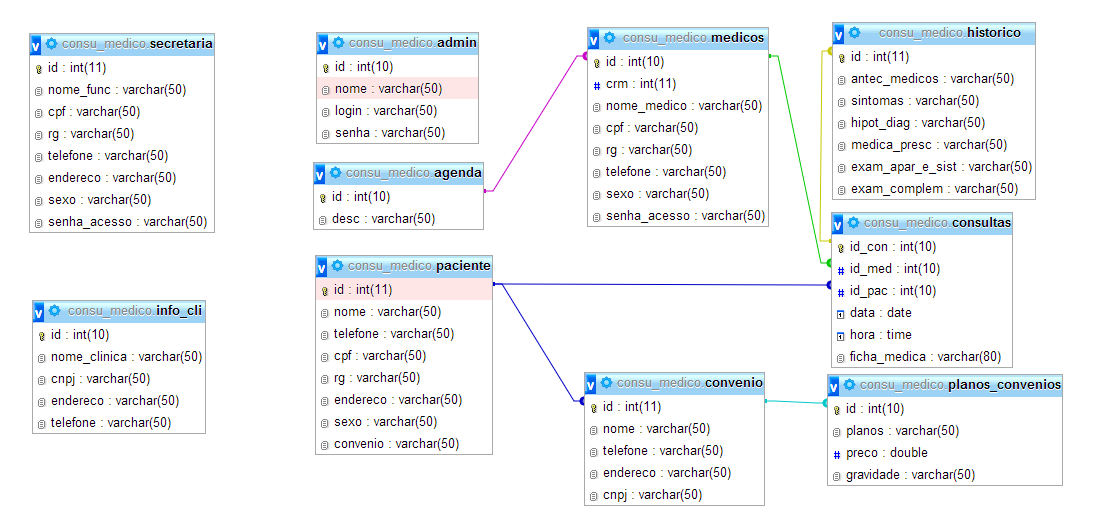 consu_medico.secretaria
id : int(11)
nome_func : varchar(50)
cpf : varchar(50)
rg : varchar(50)
telefone : varchar(50)
endereco : varchar(50)
sexo : varchar(50)
senha_acesso : varchar(50)
consu_medico.admin
id : int(10)
nome : varchar(50)
login : varchar(50)
senha : varchar(50)
consu_medico.medicos
id : int(10)
crm : int(11)
nome_medico : varchar(50)
cpf : varchar(50)
rg : varchar(50)
telefone : varchar(50)
sexo : varchar(50)
senha_acesso : varchar(50)
consu_medico.historico
id : int(11)
antec_medicos : varchar(50)
sintomas : varchar(50)
hipot_diag : varchar(50)
medica_presc : varchar(50)
exam_apar_e_sist : varchar(50)
exam_complem : varchar(50)
consu_medico.agenda
id : int(10)
desc : varchar(50)
consu_medico.consultas
id_con : int(10)
id_med : int(10)
id_pac : int(10)
data : date
hora : time
ficha_medica : varchar(80)
consu_medico.paciente
id : int(11)
nome : varchar(50)
telefone : varchar(50)
cpf : varchar(50)
rg : varchar(50)
endereco : varchar(50)
sexo : varchar(50)
convenio : varchar(50)
consu_medico.info_cli
id : int(10)
nome_clinica : varchar(50)
cnpj : varchar(50)
endereco : varchar(50)
telefone : varchar(50)
consu_medico.convenio
id : int(11)
nome : varchar(50)
telefone : varchar(50)
endereco : varchar(50)
cnpj : varchar(50)
consu_medico.planos_convenios
id : int(10)
planos : varchar(50)
preco : double
gravidade : varchar(50)